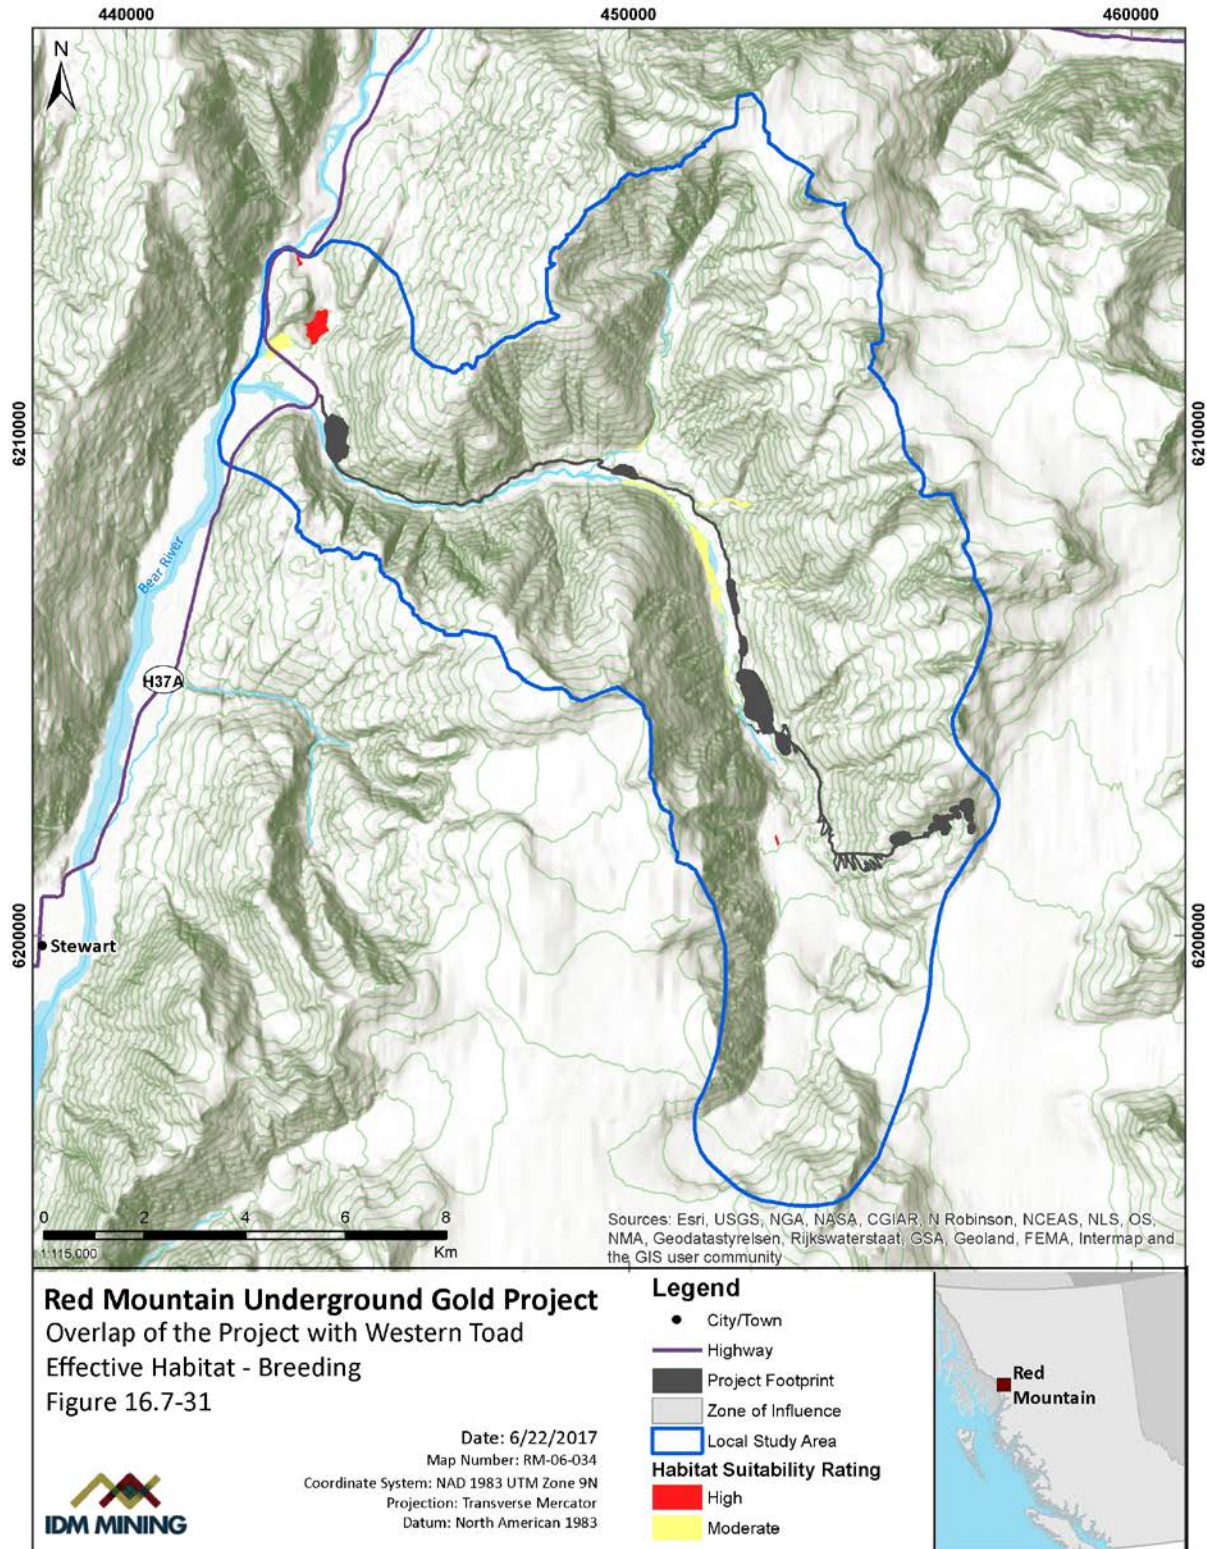 440000
450000
460000
N
6210000
6210000
Bear River
H37A
6200000
6200000
Stewart
0 2 4 6 8
Km
1:115,000
Sources: Esri, USGS, NGA, NASA, CGIAR, N Robinson, NCEAS, NLS, OS,
NMA, Geodatastyrelsen, Rijkswaterstaat, GSA, Geoland, FEMA, Intermap and
the GIS user community
Red Mountain Underground Gold Project
Overlap of the Project with Western Toad
Effective Habitat - Breeding
Figure 16.7-31
Date: 6/22/2017
Map Number: RM-06-034
Coordinate System: NAD 1983 UTM Zone 9N
Projection: Transverse Mercator
Datum: North American 1983
IDM MINING
Legend
City/Town
Highway
Project Footprint
Zone of Influence
Local Study Area
Habitat Suitability Rating
High
Moderate
Red
Mountain